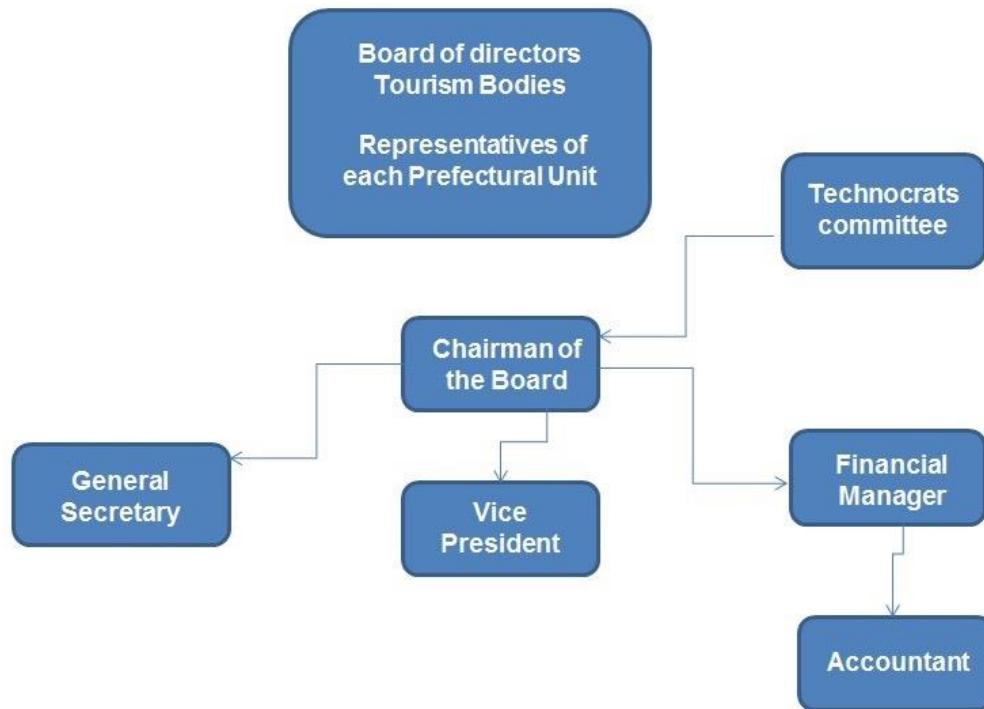 Board of directors
Tourism Bodies
Representatives of
each Prefectural Unit
Technocrats
committee
Chairman of
the Board
General
Secretary
Vice
President
Financial
Manager
Accountant